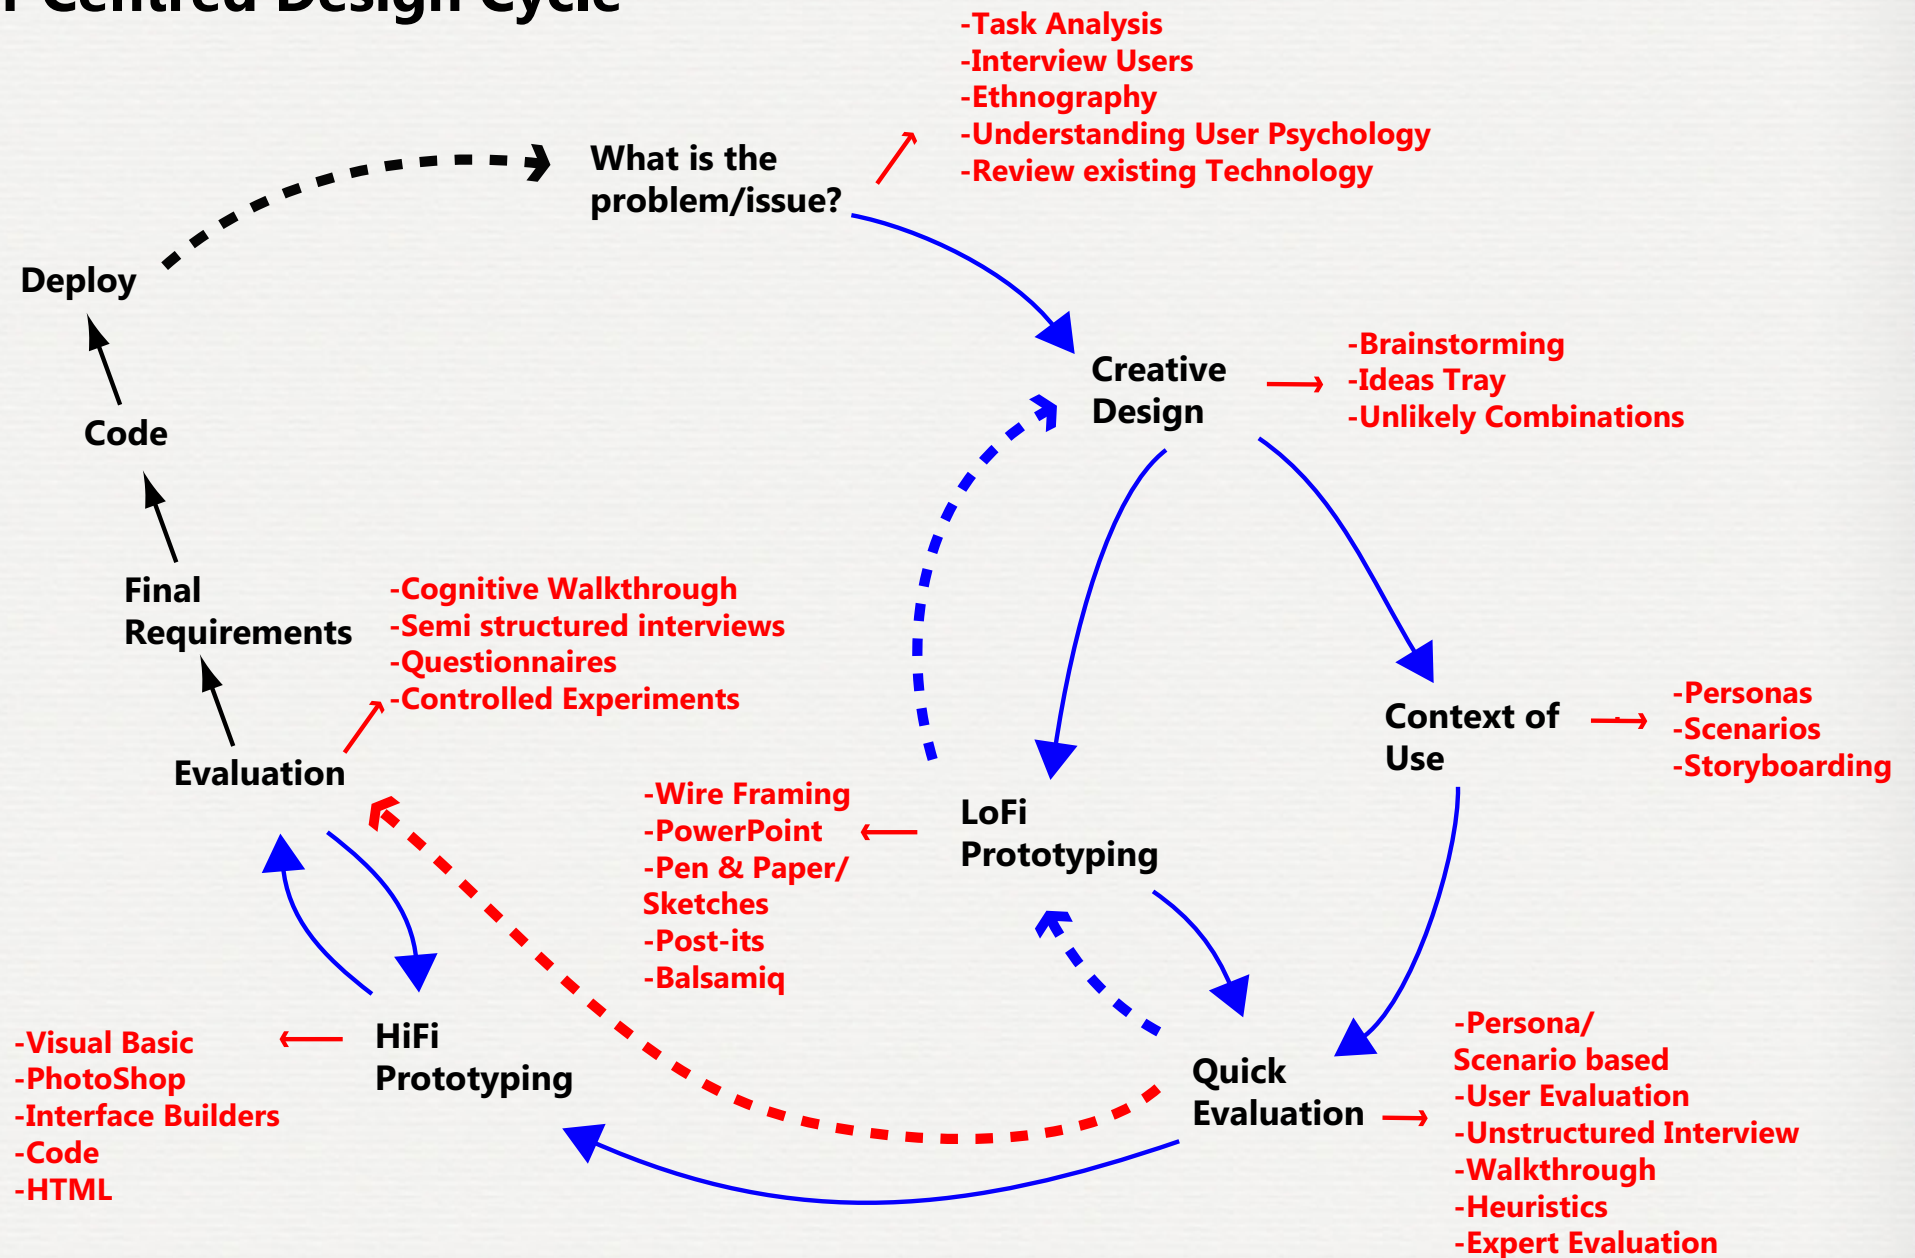 Centred Design Cycle
-Task Analysis
-Interview Users
-Ethnography
-Understanding User Psychology
-Review existing Technology
What is the
problem/issue?
Deploy
Creative
Design
-Brainstorming
-Ideas Tray
-Unlikely Combinations
Code
Final
Requirements
-Cognitive Walkthrough
-Semi structured interviews
-Questionnaires
-Controlled Experiments
Evaluation
Context of
Use
-Personas
-Scenarios
-Storyboarding
-Wire Framing
-PowerPoint
-Pen & Paper/
Sketches
-Post-its
-Balsamiq
LoFi
Prototyping
HiFi
Prototyping
-Visual Basic
-PhotoShop
-Interface Builders
-Code
-HTML
Quick
Evaluation
-Persona/
Scenario based
-User Evaluation
-Unstructured Interview
-Walkthrough
-Heuristics
-Expert Evaluation